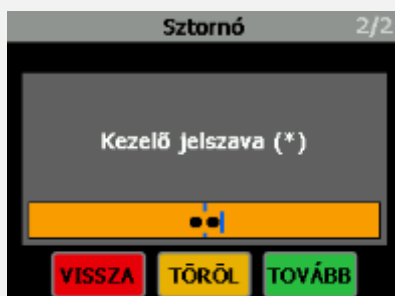 Sztornó 2/2
Kezelő jelszava (*)
••
VISSZA TÖRÖL TOVÁBB